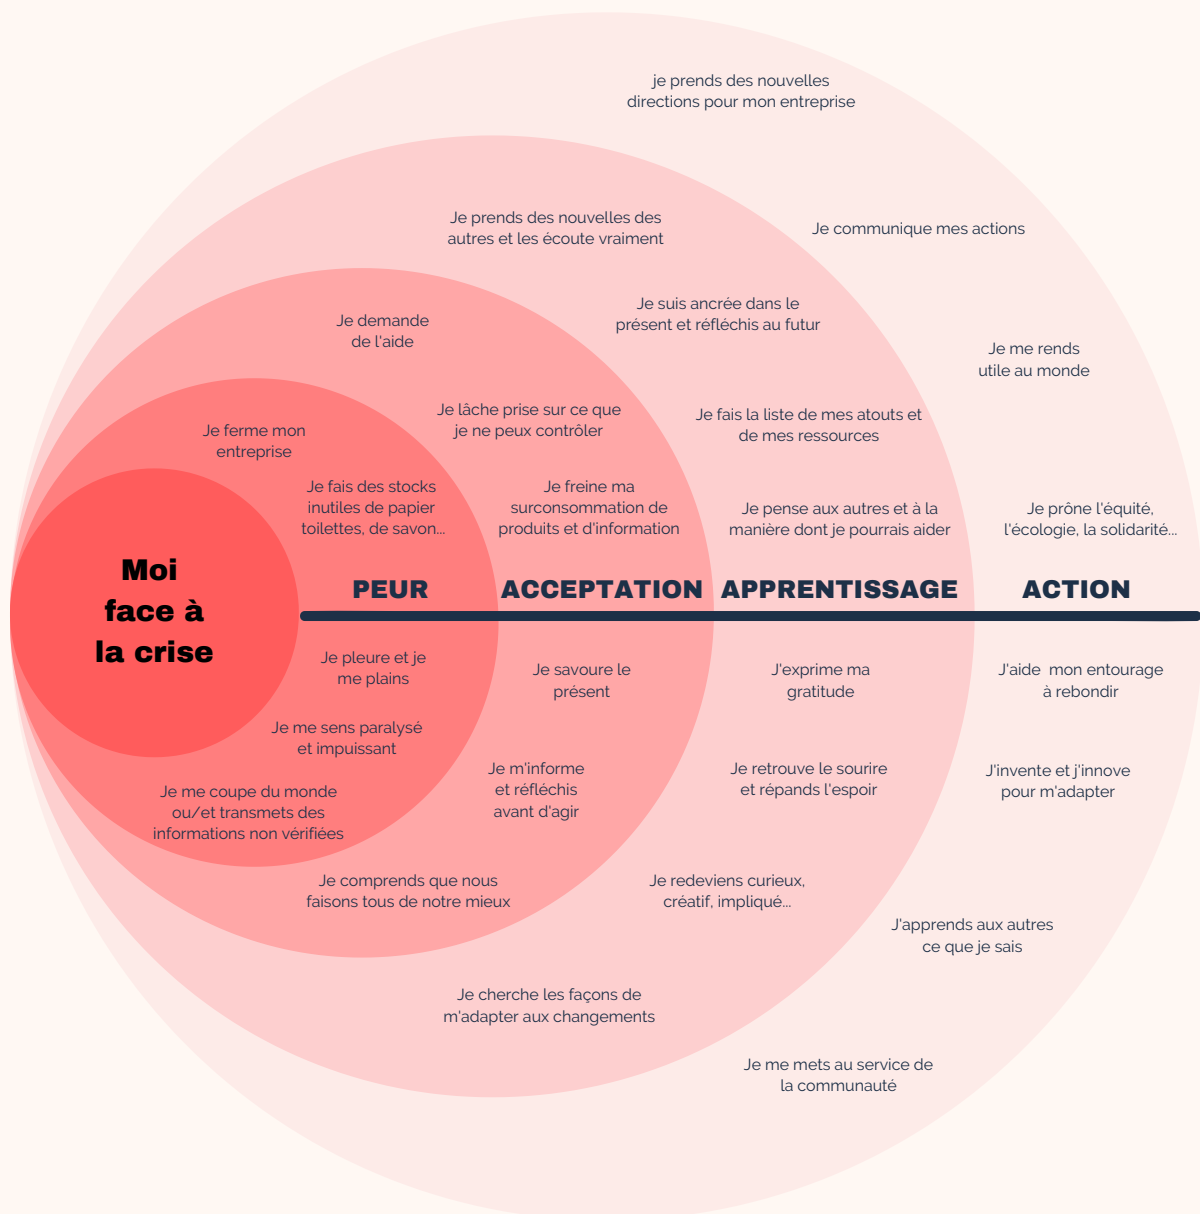 je prends des nouvelles
directions pour mon entreprise
Je prends des nouvelles des
autres et les écoute vraiment
Je communique mes actions
Je suis ancrée dans le
présent et réfléchis au futur
Je demande
de l'aide
Je me rends
utile au monde
Je lâche prise sur ce que
je ne peux contrôler
Je fais la liste de mes atouts et
de mes ressources
Je ferme mon
entreprise
Je fais des stocks
inutiles de papier
toilettes, de savon...
Je freine ma
surconsommation de
produits et d'information
Je pense aux autres et à la
manière dont je pourrais aider
Je prône l'équité,
l'écologie, la solidarité...
Moi
face à
la crise
PEUR
ACCEPTATION
APPRENTISSAGE
ACTION
Je pleure et je
me plains
Je savoure le
présent
J'exprime ma
gratitude
J'aide  mon entourage
à rebondir
Je me sens paralysé
et impuissant
Je m'informe
et réfléchis
avant d'agir
Je retrouve le sourire
et répands l'espoir
J'invente et j'innove
pour m'adapter
Je me coupe du monde
ou/et transmets des
informations non vérifiées
Je comprends que nous
faisons tous de notre mieux
Je redeviens curieux,
créatif, impliqué...
J'apprends aux autres
ce que je sais
Je cherche les façons de
m'adapter aux changements
Je me mets au service de
la communauté